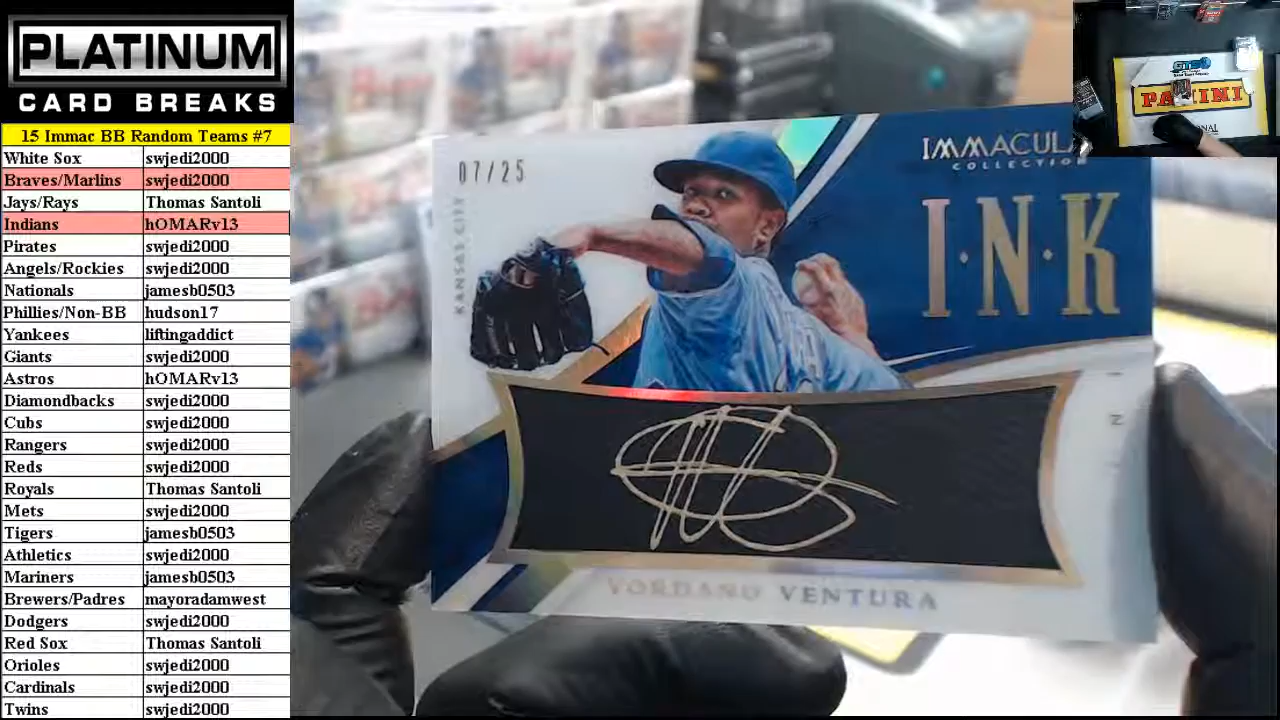 PLATINUM
CARD BREAKS
15 Immac BB Random Teams #7
White Sox swjedi2000
Braves/Marlins swjedi2000
Jays/Rays Thomas Santoli
Indians hOMARv13
Pirates swjedi2000
Angels/Rockies swjedi2000
Nationals jamesb0503
Phillies/Non-BB hudson17
Yankees liftingaddict
Giants swjedi2000
Astros hOMARv13
Diamondbacks swjedi2000
Cubs swjedi2000
Rangers swjedi2000
Reds swjedi2000
Royals Thomas Santoli
Mets swjedi2000
Tigers jamesb0503
Athletics swjedi2000
Mariners jamesb0503
Brewers/Padres mayoradamwest
Dodgers swjedi2000
Red Sox Thomas Santoli
Orioles swjedi2000
Cardinals swjedi2000
Twins swjedi2000
07/25
KANSAS CITY
IMMACULA
COLLECTION
I·N·K
YORDANO VENTURA
PANINI